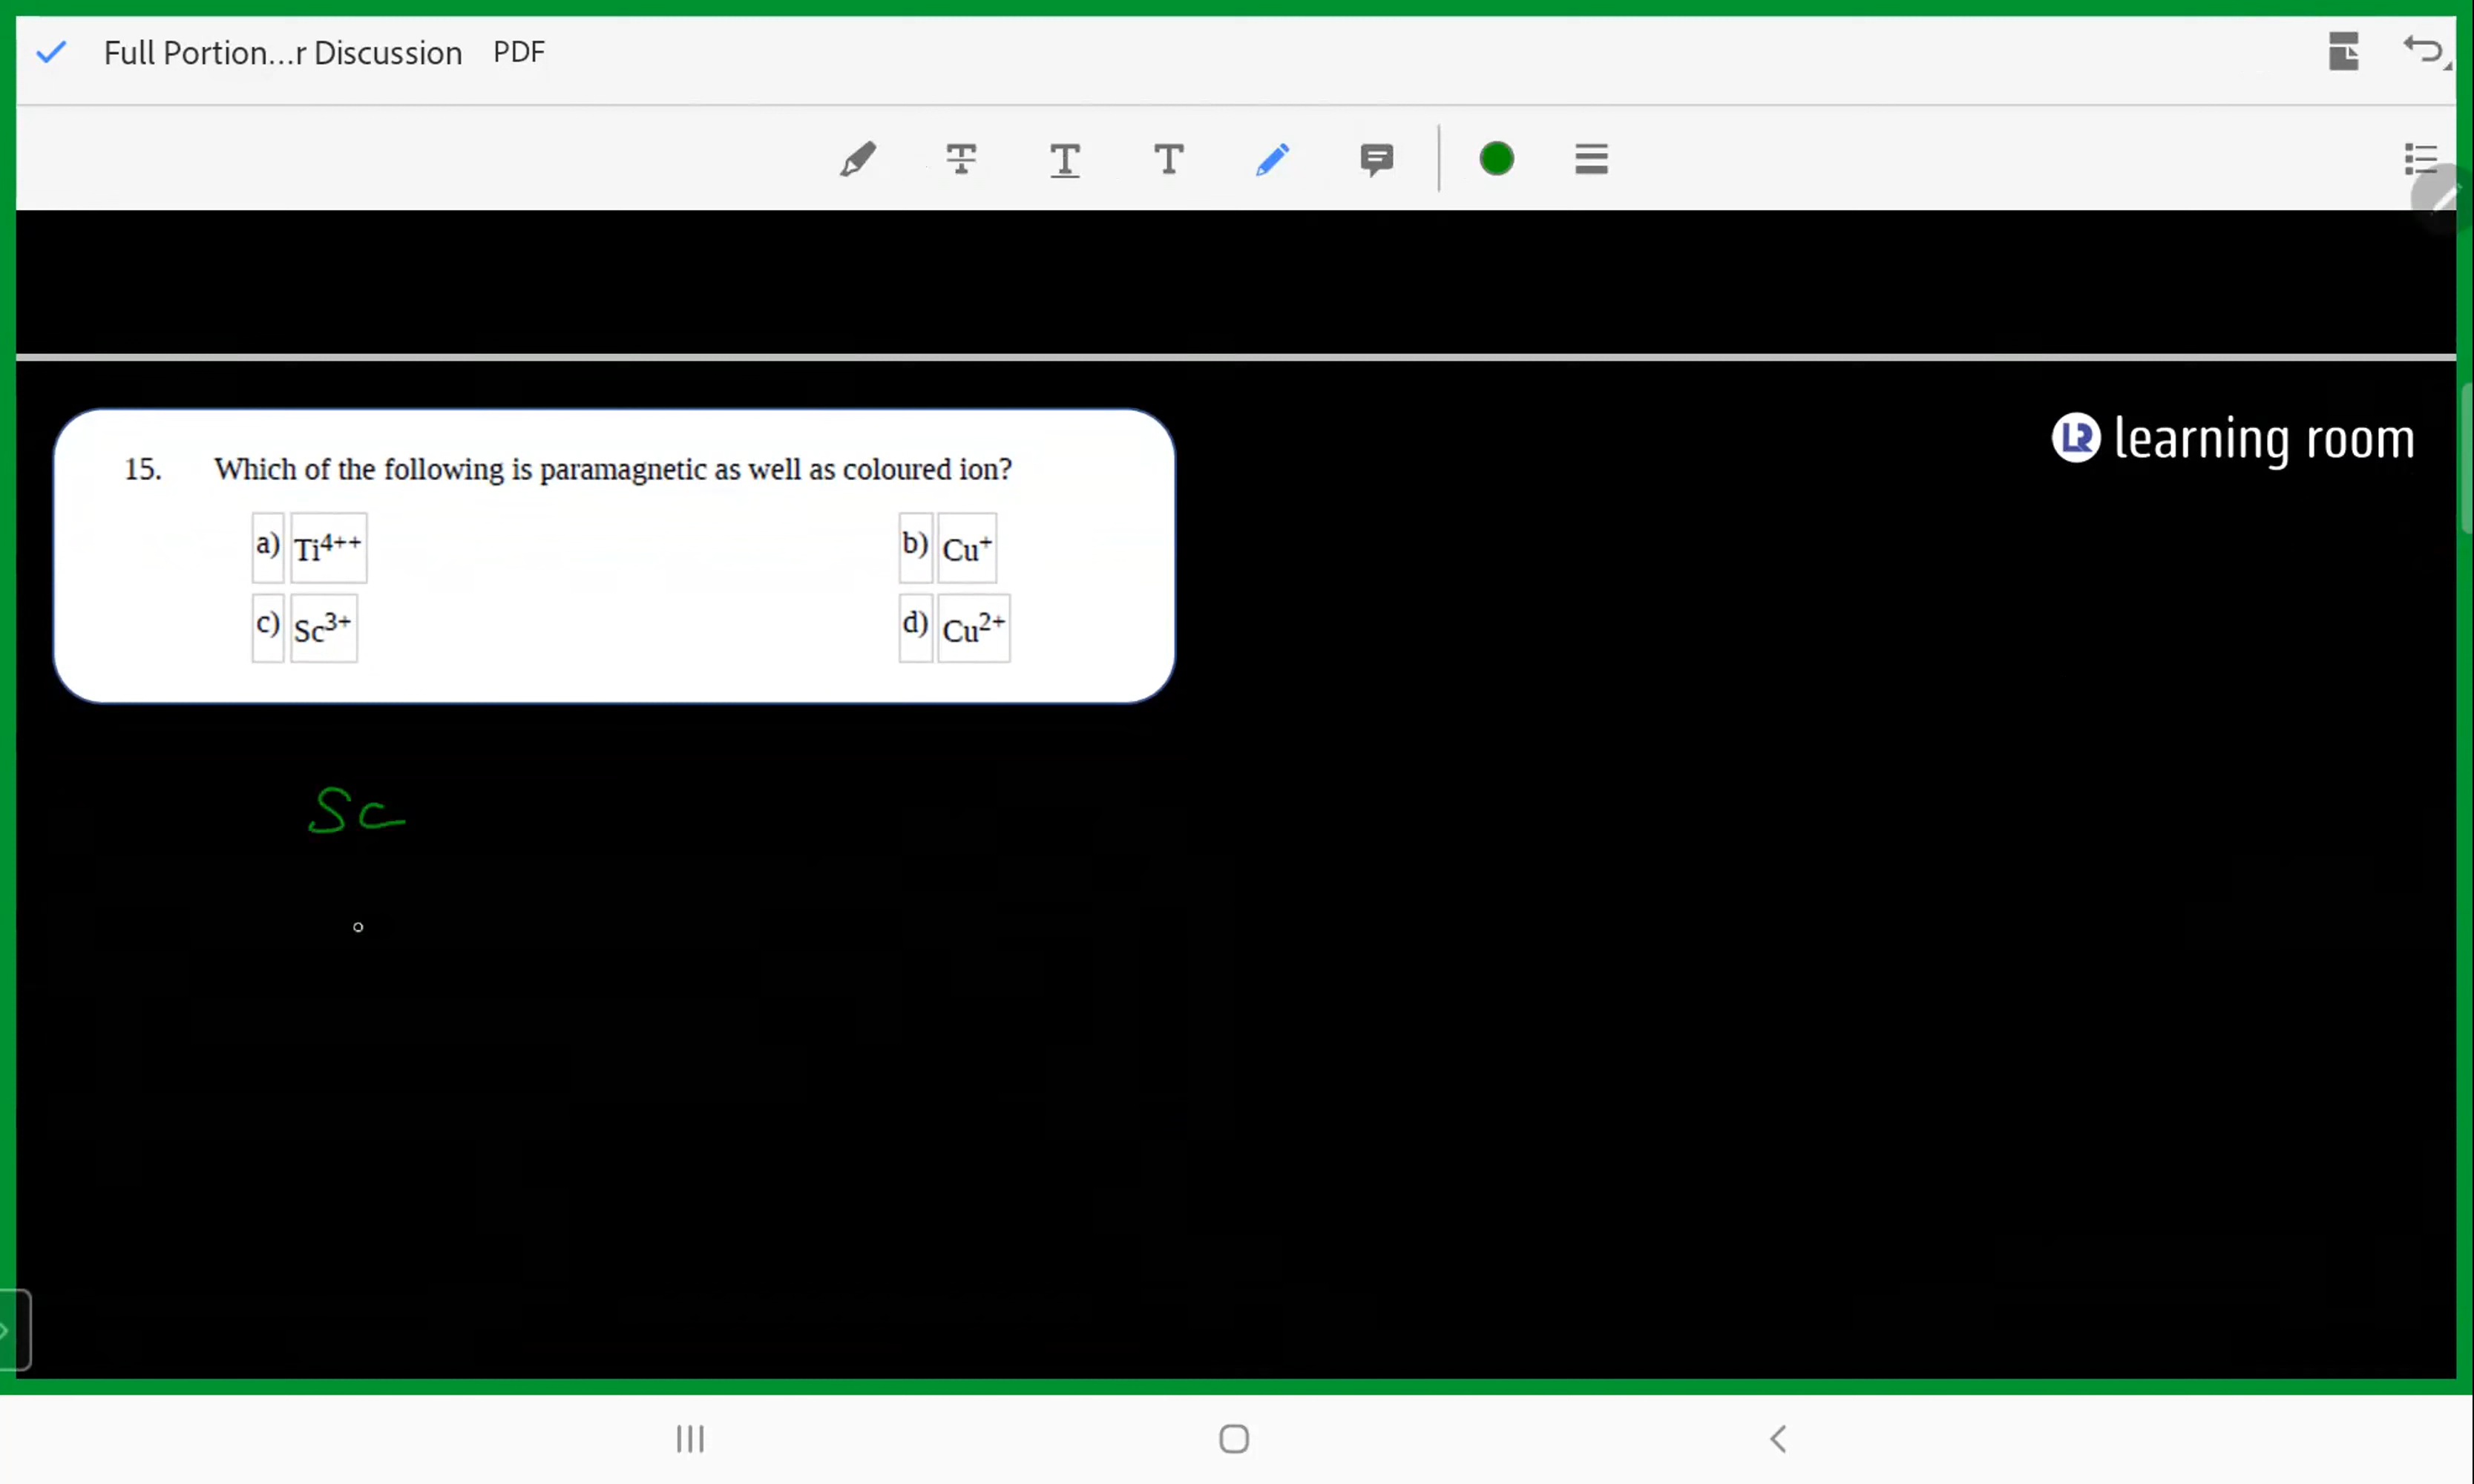 Full Portion...r Discussion PDF
LR learning room
15. Which of the following is paramagnetic as well as coloured ion?
a) Ti⁴⁺⁺ b) Cu⁺
c) Sc³⁺ d) Cu²⁺
Sc